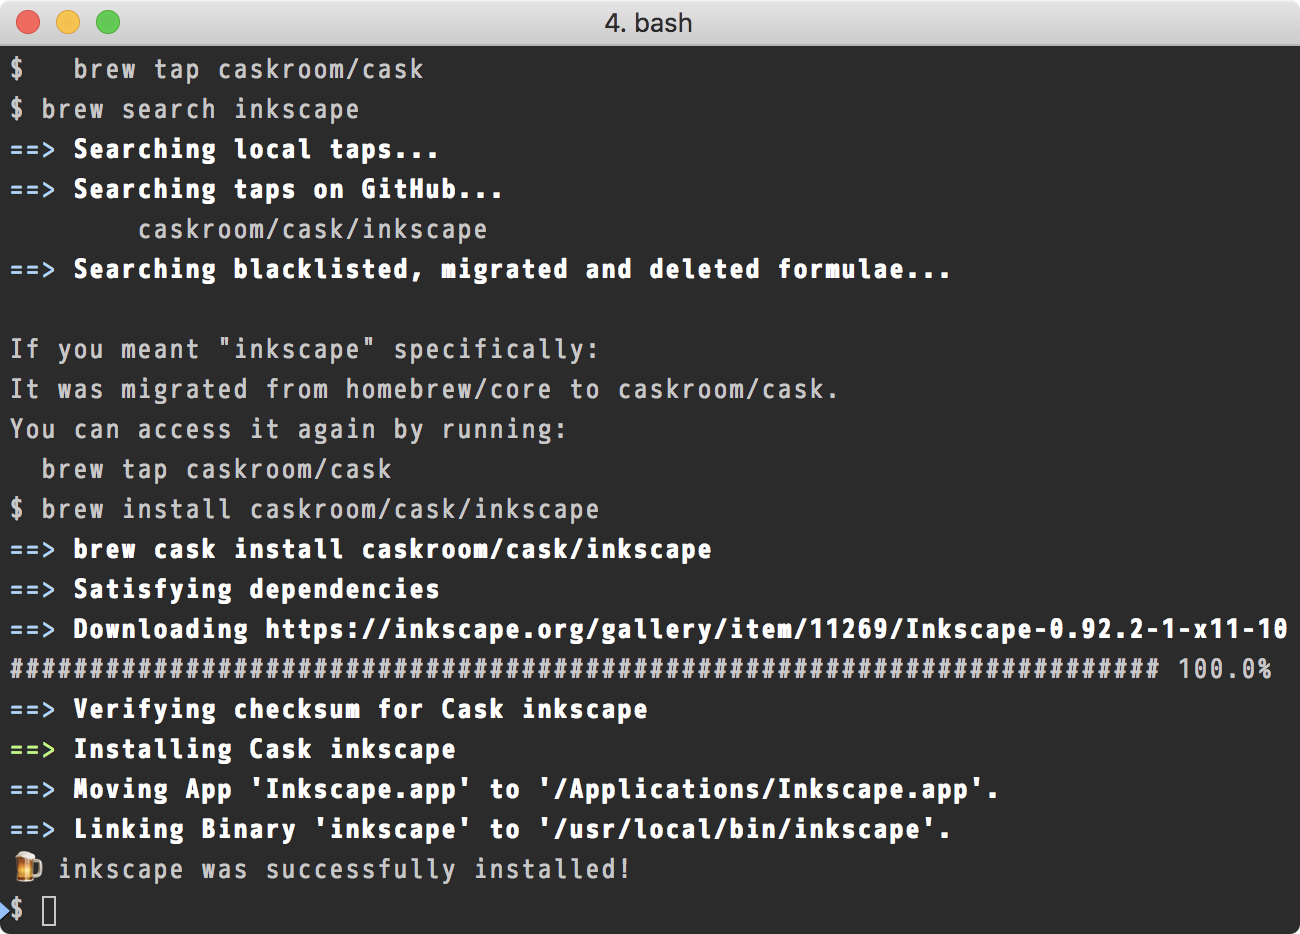 4. bash
$   brew tap caskroom/cask
$ brew search inkscape
==> Searching local taps...
==> Searching taps on GitHub...
        caskroom/cask/inkscape
==> Searching blacklisted, migrated and deleted formulae...

If you meant "inkscape" specifically:
It was migrated from homebrew/core to caskroom/cask.
You can access it again by running:
  brew tap caskroom/cask
$ brew install caskroom/cask/inkscape
==> brew cask install caskroom/cask/inkscape
==> Satisfying dependencies
==> Downloading https://inkscape.org/gallery/item/11269/Inkscape-0.92.2-1-x11-10
######################################################################## 100.0%
==> Verifying checksum for Cask inkscape
==> Installing Cask inkscape
==> Moving App 'Inkscape.app' to '/Applications/Inkscape.app'.
==> Linking Binary 'inkscape' to '/usr/local/bin/inkscape'.
🍺 inkscape was successfully installed!
$